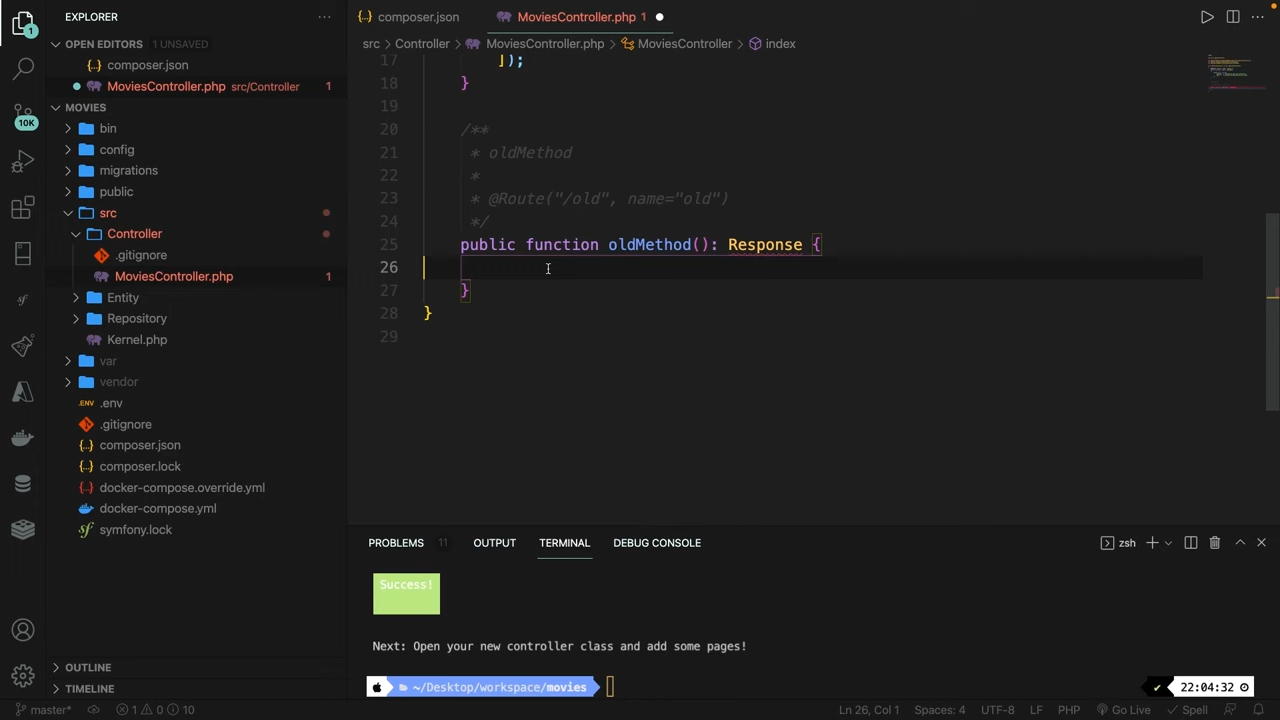 EXPLORER
composer.json
MoviesController.php 1
OPEN EDITORS 1 UNSAVED
src > Controller > MoviesController.php > MoviesController > index
composer.json
17 ]);
MoviesController.php src/Controller 1
18 }
MOVIES
19
10K
bin
20 /**
config
21 * oldMethod
migrations
22 *
public
23 * @Route("/old", name="old")
src
24 */
Controller
25 public function oldMethod(): Response {
.gitignore
26
MoviesController.php 1
27 }
Entity
28 }
Repository
29
Kernel.php
var
vendor
.ENV .env
.gitignore
composer.json
composer.lock
docker-compose.override.yml
docker-compose.yml
symfony.lock
PROBLEMS 11 OUTPUT TERMINAL DEBUG CONSOLE
zsh
Success!
Next: Open your new controller class and add some pages!
~/Desktop/workspace/movies
22:04:32
OUTLINE
TIMELINE
1
master* 1 0 10 Ln 26, Col 1 Spaces: 4 UTF-8 LF PHP Go Live Spell